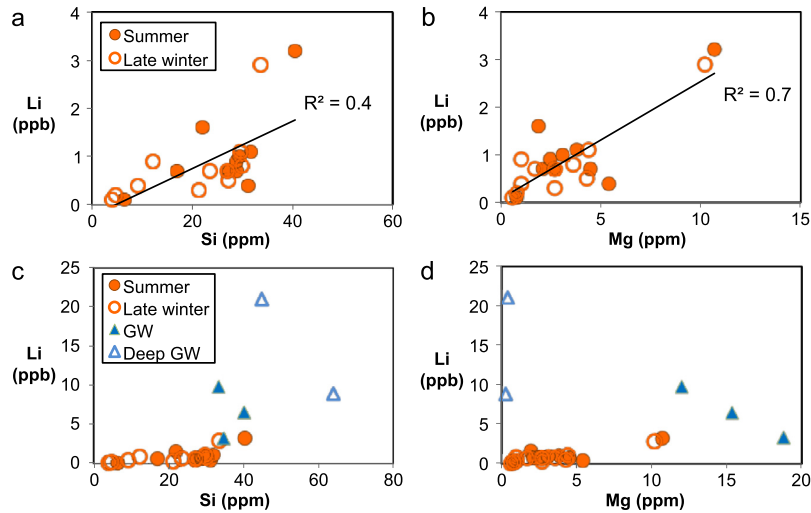 a
4
3
2
1
0
Li
(ppb)
Summer
Late winter
R² = 0.4
0 20 40 60
Si (ppm)
b
4
3
2
1
0
Li
(ppb)
R² = 0.7
0 5 10 15
Mg (ppm)
c
25
20
15
10
5
0
Li
(ppb)
Summer
Late winter
GW
Deep GW
0 20 40 60 80
Si (ppm)
d
25
20
15
10
5
0
Li
(ppb)
0 5 10 15 20
Mg (ppm)